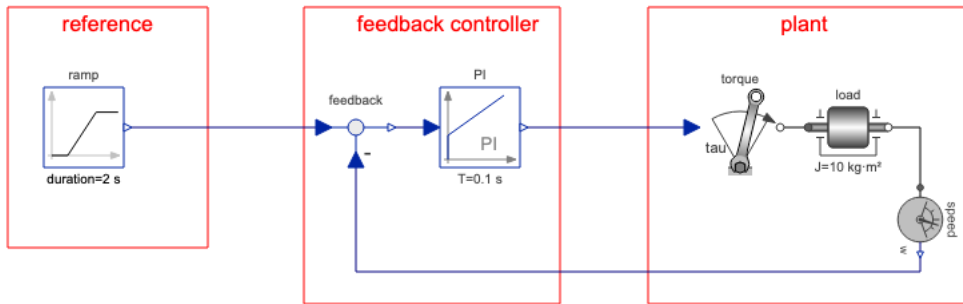 reference
feedback controller
plant
ramp
duration=2 s
feedback
-
PI
PI
T=0.1 s
torque
tau
load
J=10 kg·m²
speed
w